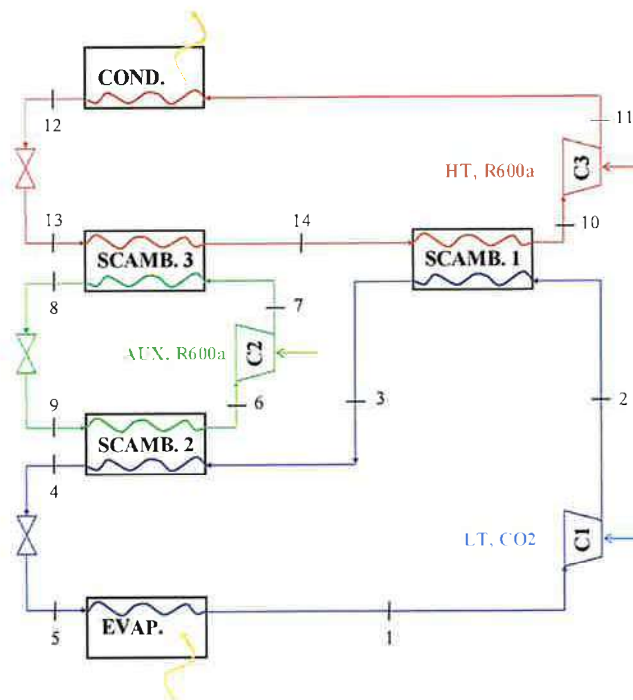 COND.
12
11
HT, R600a
C3
13
14
10
SCAMB. 3
SCAMB. 1
8
7
AUX, R600a
C2
9
6
3
2
SCAMB. 2
4
LT, CO2
C1
5
EVAP.
1